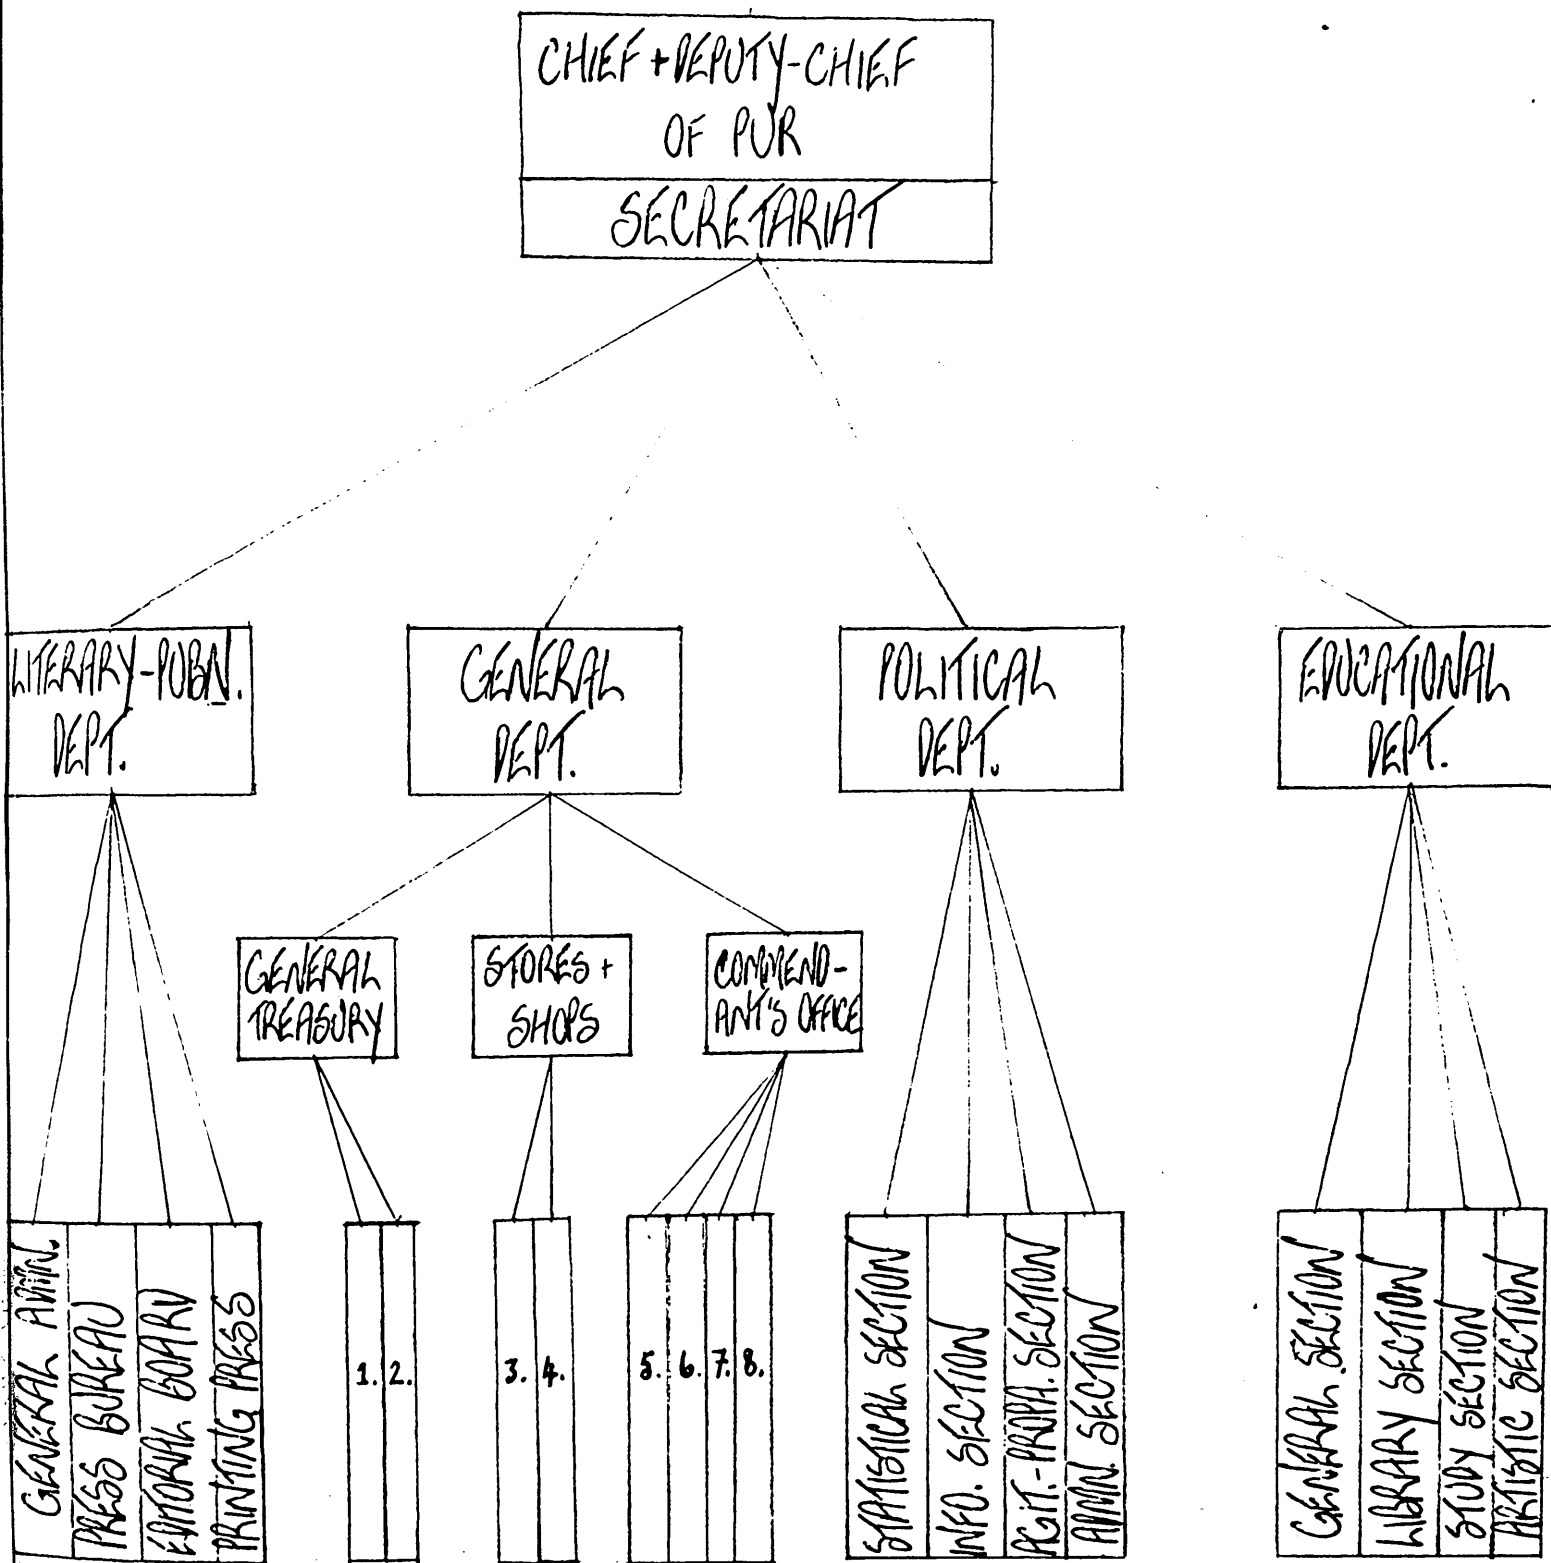 CHIEF + DEPUTY-CHIEF
OF PUR
SECRETARIAT
LITERARY-PUBN.
DEPT.
GENERAL
DEPT.
POLITICAL
DEPT.
EDUCATIONAL
DEPT.
GENERAL
TREASURY
STORES +
SHOPS
COMMEND-
ANT'S OFFICE
GENERAL ADMIN.
PRESS BUREAU
EDITORIAL BOARD
PRINTING PRESS
1.
2.
3.
4.
5.
6.
7.
8.
STATISTICAL SECTION
INFO. SECTION
AGIT.-PROPA. SECTION
ADMIN. SECTION
GENERAL SECTION
LIBRARY SECTION
STUDY SECTION
ARTISTIC SECTION